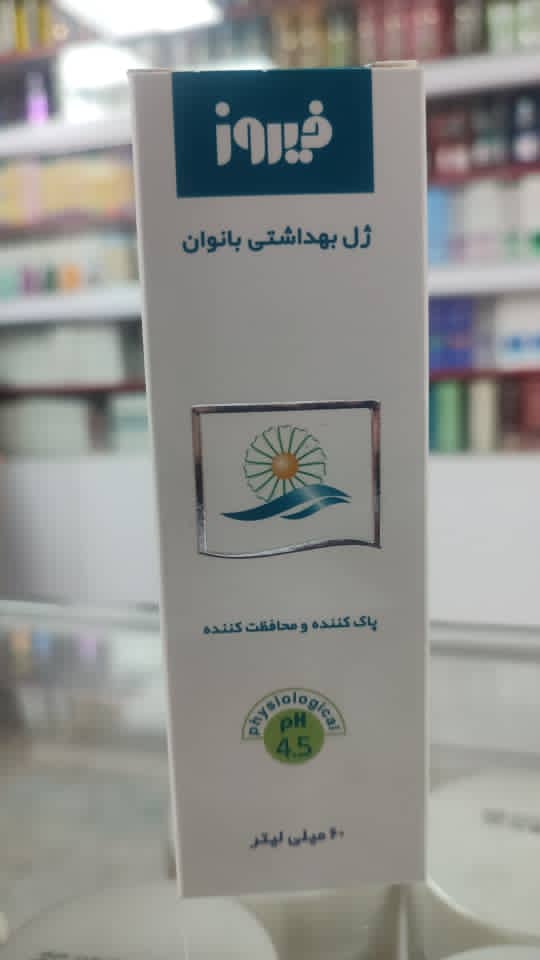 فیروز
ژل بهداشتی بانوان
پاک کننده و محافظت کننده
physiological
pH
4.5
۶۰ میلی لیتر